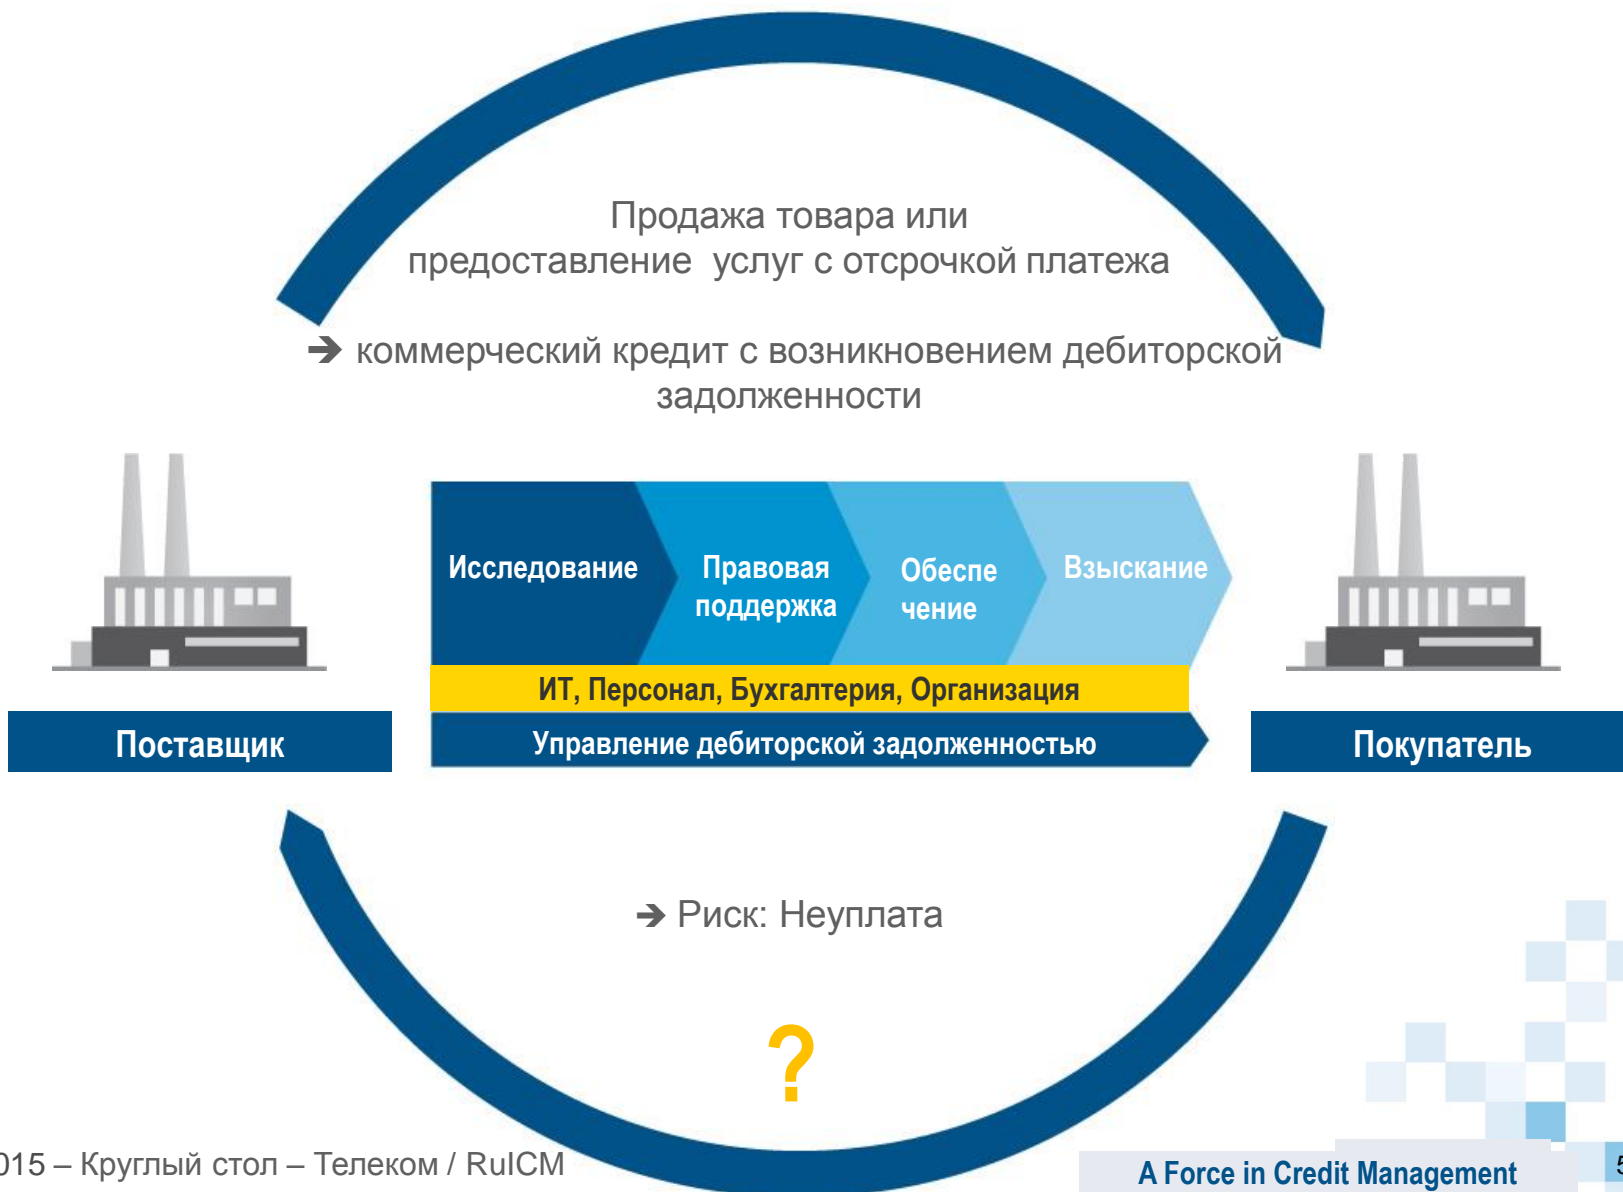 Продажа товара или
предоставление услуг с отсрочкой платежа
➔ коммерческий кредит с возникновением дебиторской
задолженности
Исследование
Правовая
поддержка
Обеспе
чение
Взыскание
ИТ, Персонал, Бухгалтерия, Организация
Управление дебиторской задолженностью
Поставщик
Покупатель
➔ Риск: Неуплата
?
015 – Круглый стол – Телеком / RuICM
A Force in Credit Management
5